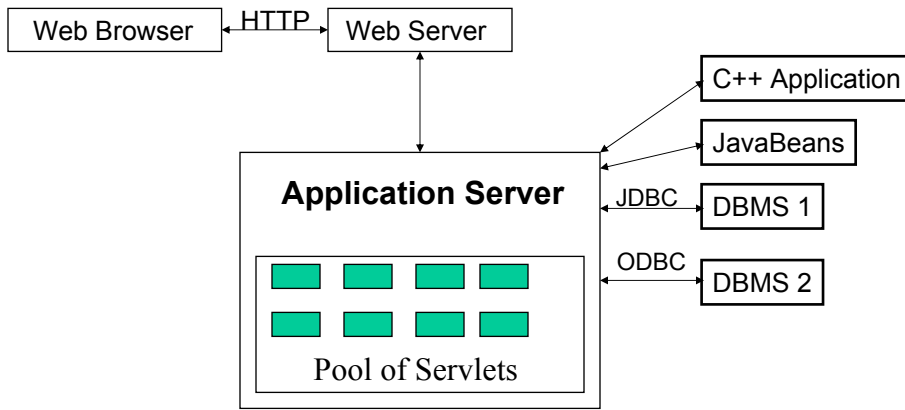 Web Browser
HTTP
Web Server
C++ Application
JavaBeans
Application Server
JDBC
DBMS 1
ODBC
DBMS 2
Pool of Servlets